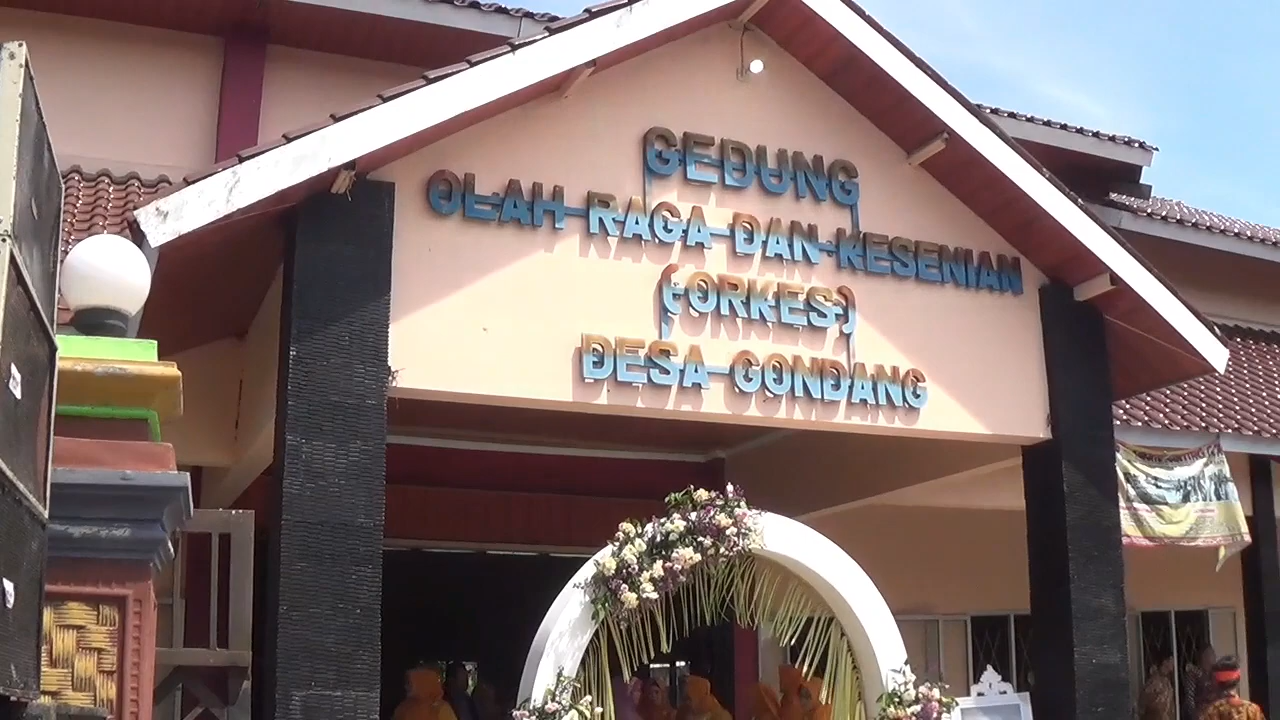 GEDUNG
OLAH RAGA DAN KESENIAN
(ORKES)
DESA GONDANG